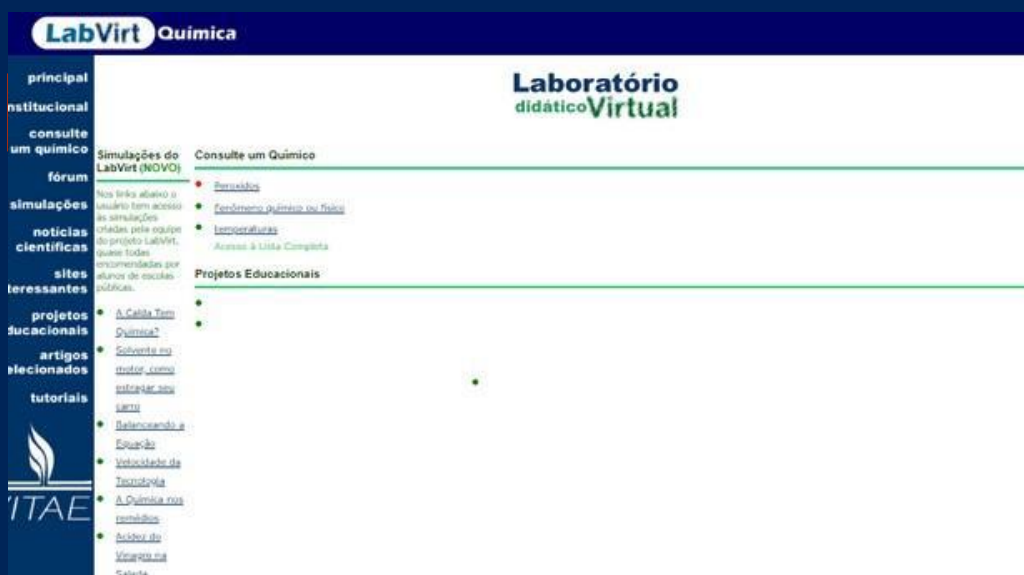 LabVirt Química
principal
nstitucional
consulte
um químico
fórum
simulações
notícias
científicas
sites
teressantes
projetos
ducacionais
artigos
elecionados
tutoriais
VITAE
Laboratório
didático Virtual
Simulações do
LabVirt (NOVO)
Nos links abaixo o
usuário tem acesso
às simulações
criadas pela equipe
do projeto LabVirt,
quase todas
encomendadas por
alunos de escolas
públicas.
A Calda Tem
Química?
Solvente no
motor, como
estragar seu
carro
Balanceando a
Equação
Velocidade da
Tecnologia
A Química nos
remédios
Acidez do
Vinagre na
Salada
Consulte um Químico
Peroxidos
Fenômeno químico ou físico
temperaturas
Acesso à Lista Completa
Projetos Educacionais